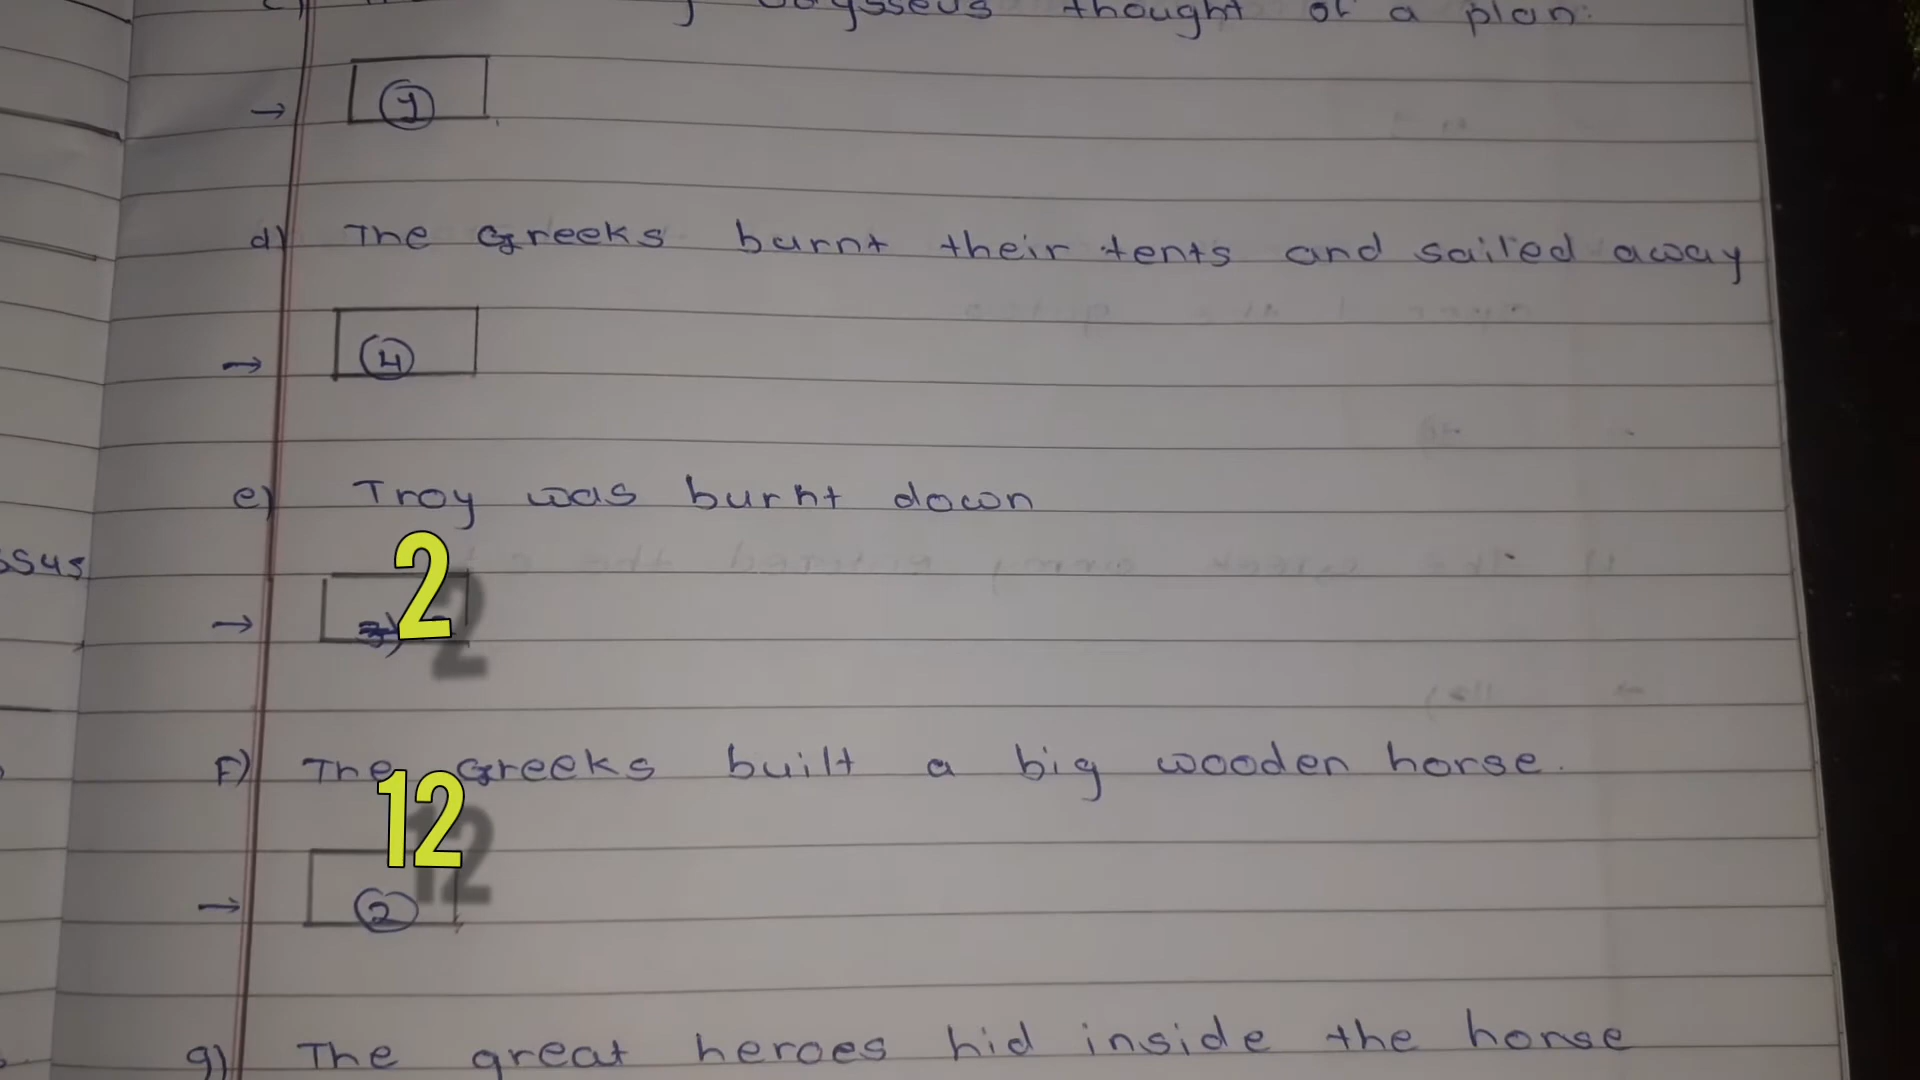 Odysseus thought of a plan.
→ 1
d) The Greeks burnt their tents and sailed away
→ 4
e) Troy was burnt down
→ 2
F) The Greeks built a big wooden horse.
12
→ 2
g) The great heroes hid inside the horse